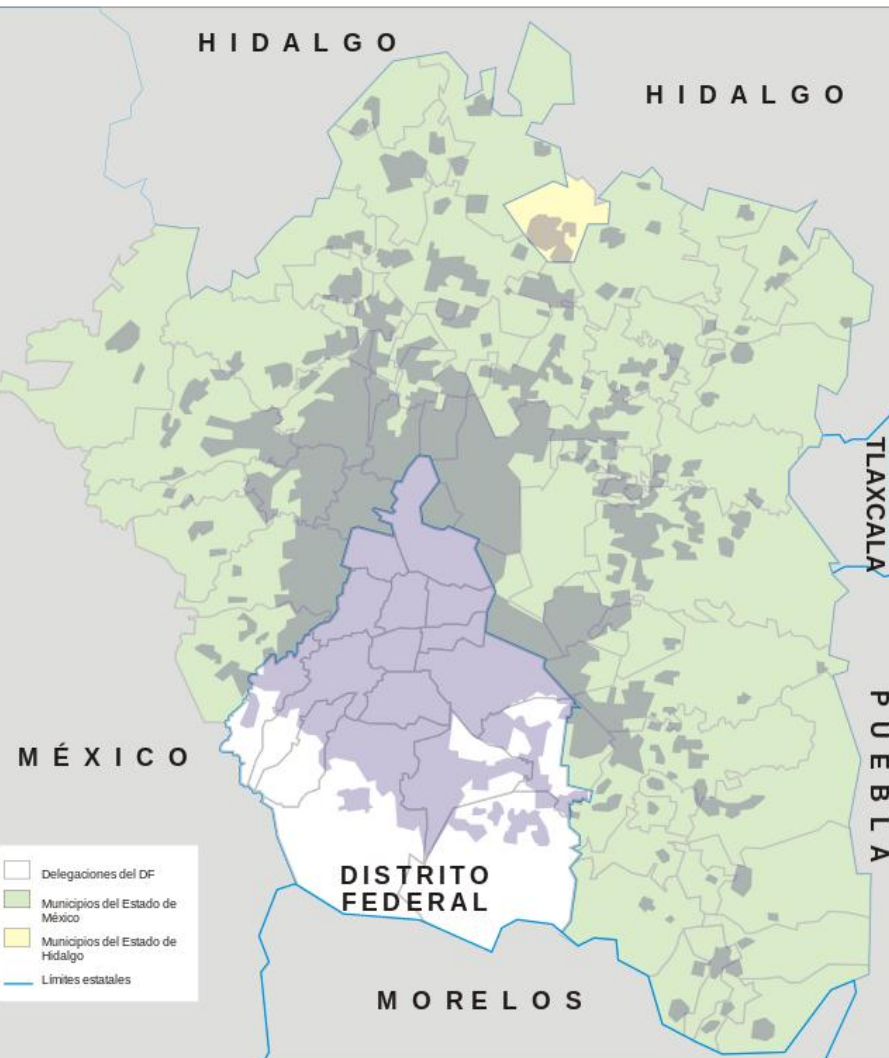 HIDALGO
HIDALGO
TLAXCALA
PUEBLA
MÉXICO
DISTRITO
FEDERAL
MORELOS
Delegaciones del DF
Municipios del Estado de
México
Municipios del Estado de
Hidalgo
Límites estatales